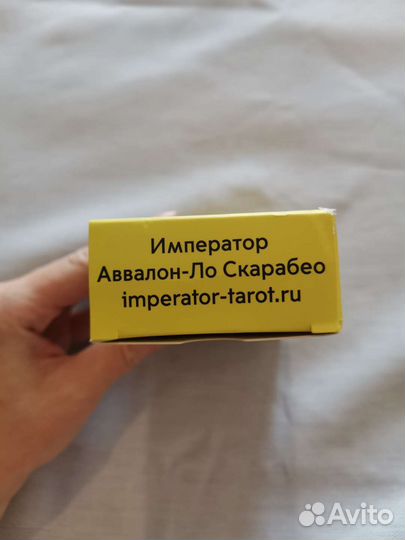 Император
Аввалон-Ло Скарабео
imperator-tarot.ru
Avito